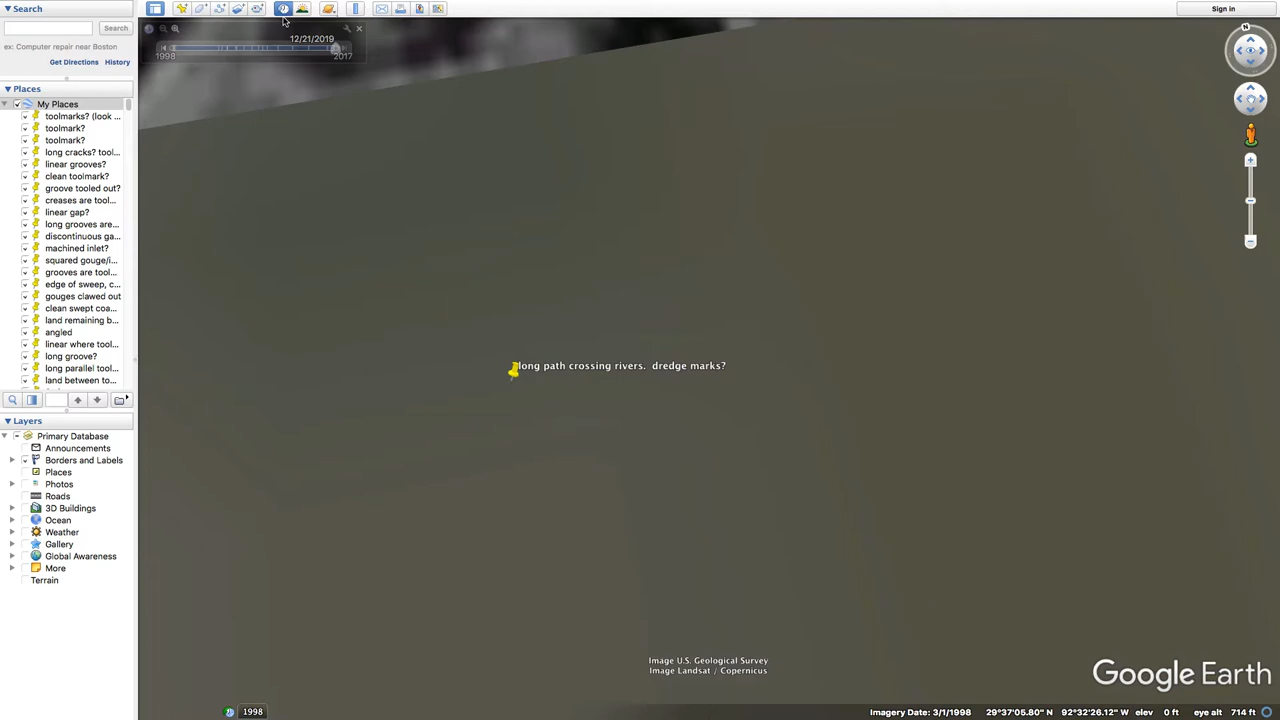 Search
Sign in
Search
ex: Computer repair near Boston
Get Directions
History
12/21/2019
1998
2017
Places
My Places
toolmarks? (look ...
toolmark?
toolmark?
long cracks? tool...
linear grooves?
clean toolmark?
groove tooled out?
creases are tool...
linear gap?
long grooves are...
discontinuous ga...
machined inlet?
squared gouge/i...
grooves are tool...
edge of sweep, c...
gouges clawed out
clean swept coa...
land remaining b...
angled
linear where tool...
long groove?
long parallel tool...
land between to...
Layers
Primary Database
Announcements
Borders and Labels
Places
Photos
Roads
3D Buildings
Ocean
Weather
Gallery
Global Awareness
More
Terrain
N
long path crossing rivers. dredge marks?
Image U.S. Geological Survey
Image Landsat / Copernicus
Google Earth
1998
Imagery Date: 3/1/1998 29°37'05.80" N 92°32'26.12" W elev 0 ft eye alt 714 ft